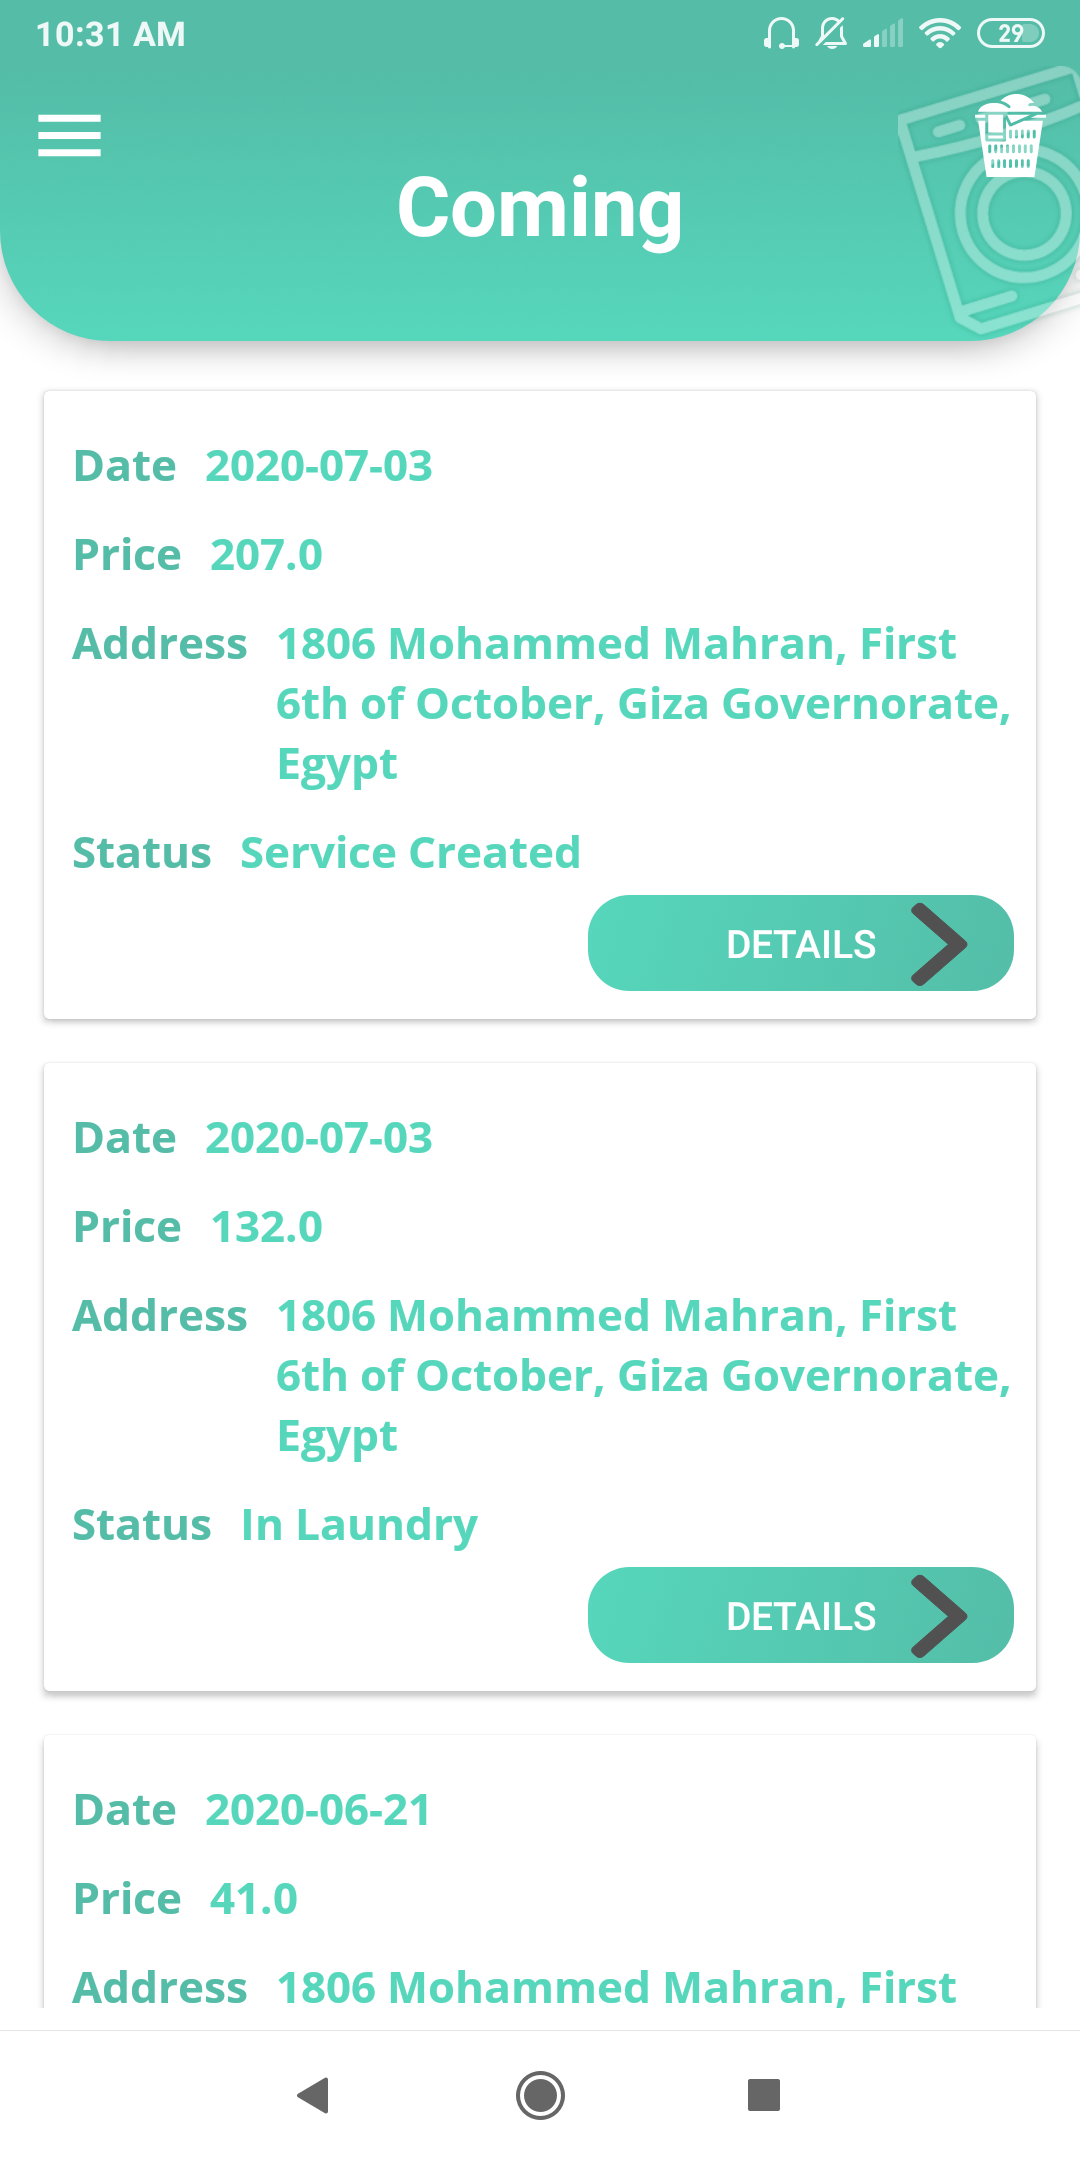 10:31 AM
29
Coming
Date 2020-07-03
Price 207.0
Address 1806 Mohammed Mahran, First
6th of October, Giza Governorate,
Egypt
Status Service Created
DETAILS
Date 2020-07-03
Price 132.0
Address 1806 Mohammed Mahran, First
6th of October, Giza Governorate,
Egypt
Status In Laundry
DETAILS
Date 2020-06-21
Price 41.0
Address 1806 Mohammed Mahran, First